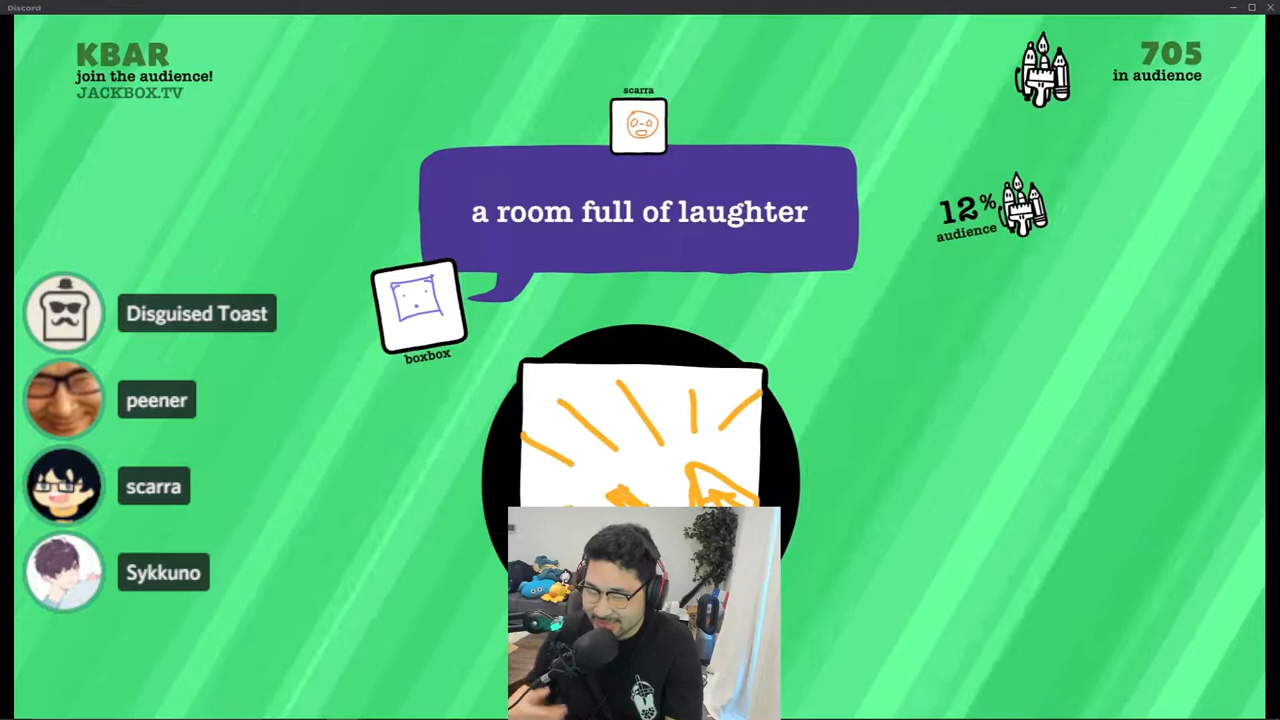 Discord
KBAR
join the audience!
JACKBOX.TV
705
in audience
scarra
a room full of laughter
12%
audience
boxbox
Disguised Toast
peener
scarra
Sykkuno